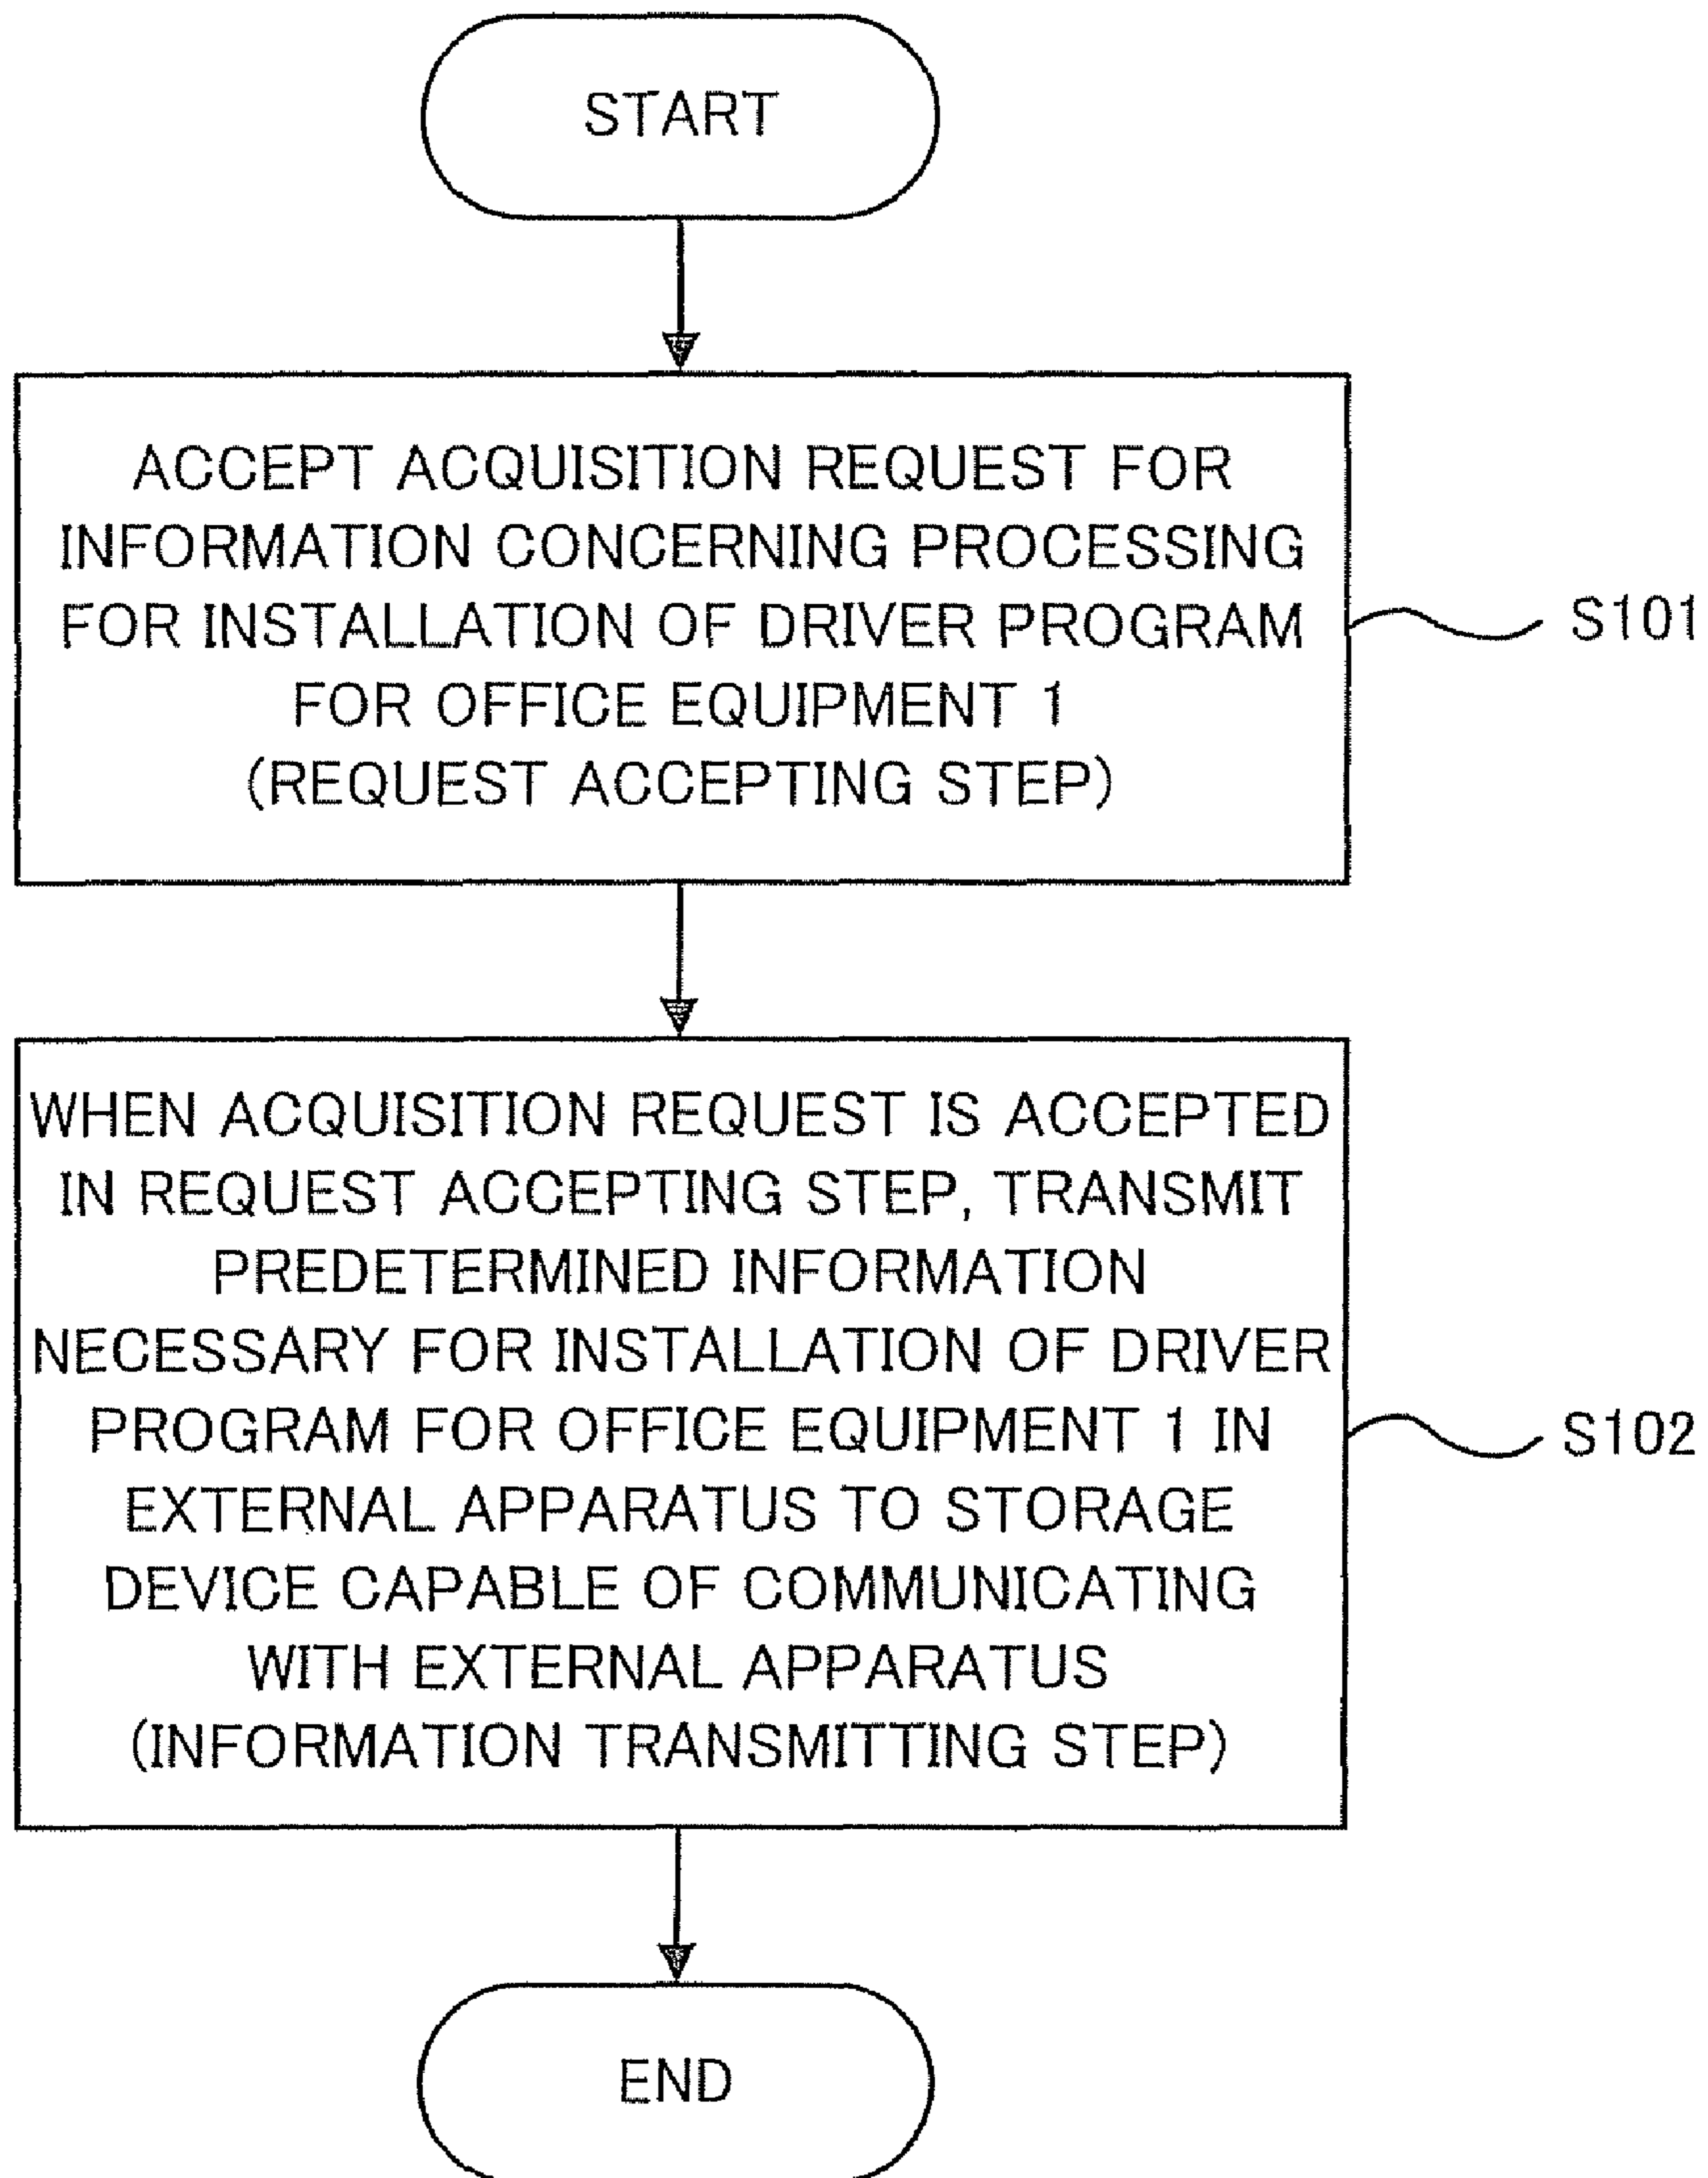 START
ACCEPT ACQUISITION REQUEST FOR
INFORMATION CONCERNING PROCESSING
FOR INSTALLATION OF DRIVER PROGRAM
FOR OFFICE EQUIPMENT 1
(REQUEST ACCEPTING STEP)
S101
WHEN ACQUISITION REQUEST IS ACCEPTED
IN REQUEST ACCEPTING STEP, TRANSMIT
PREDETERMINED INFORMATION
NECESSARY FOR INSTALLATION OF DRIVER
PROGRAM FOR OFFICE EQUIPMENT 1 IN
EXTERNAL APPARATUS TO STORAGE
DEVICE CAPABLE OF COMMUNICATING
WITH EXTERNAL APPARATUS
(INFORMATION TRANSMITTING STEP)
S102
END